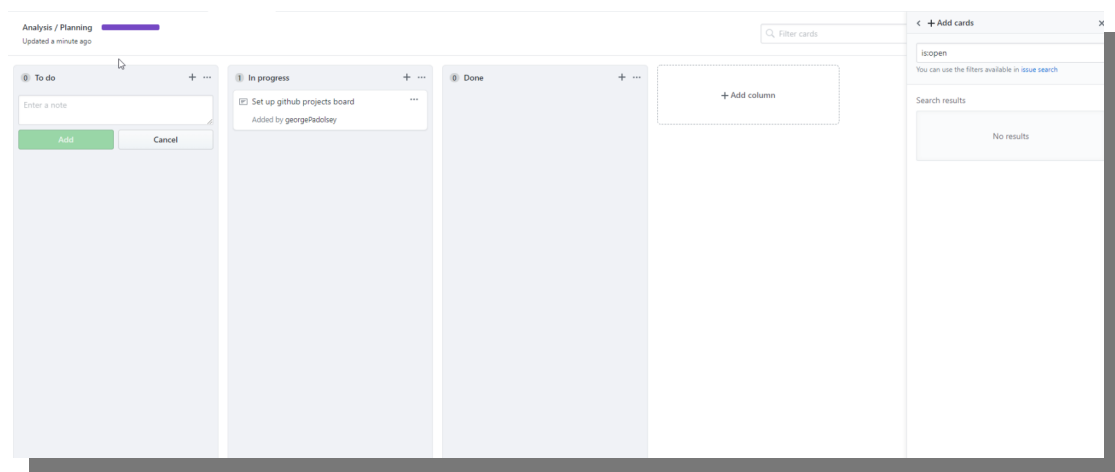 Analysis / Planning
Updated a minute ago
Filter cards
0 To do
Enter a note
Add Cancel
1 In progress
Set up github projects board
Added by georgePadolsey
0 Done
+ Add column
+ Add cards
is:open
You can use the filters available in issue search
Search results
No results